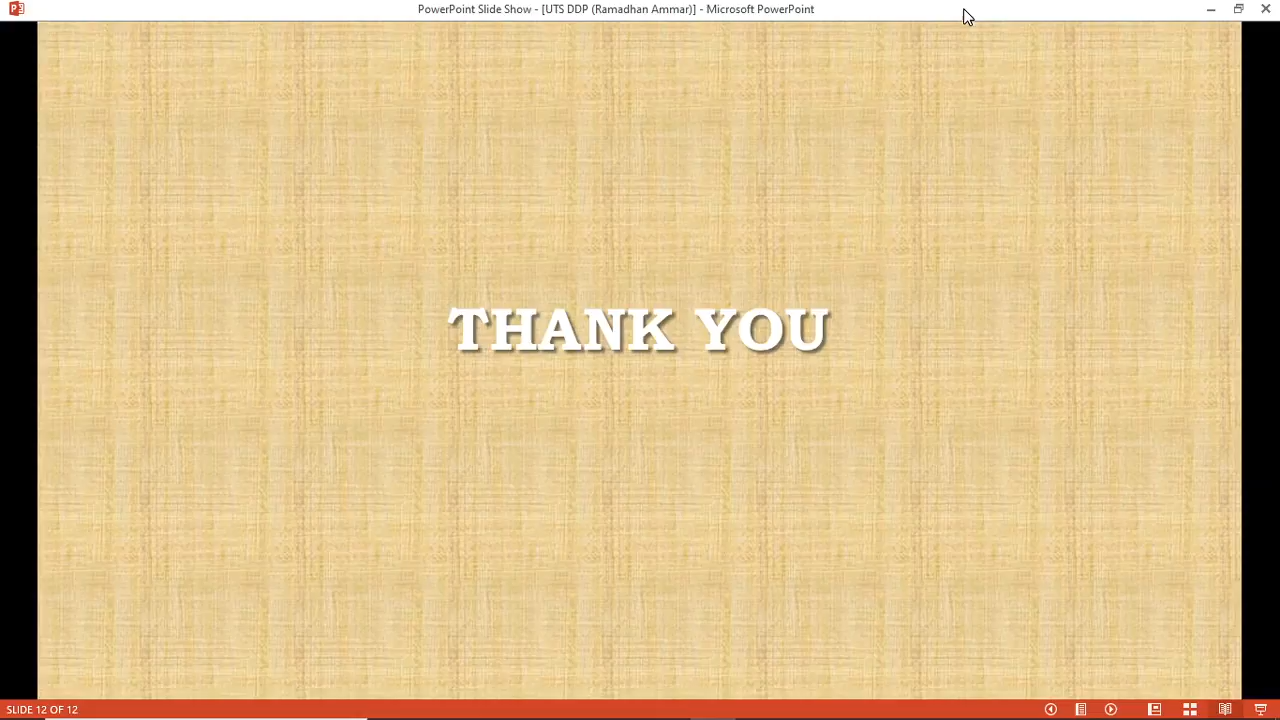 PowerPoint Slide Show - [UTS DDP (Ramadhan Ammar)] - Microsoft PowerPoint
THANK YOU
SLIDE 12 OF 12